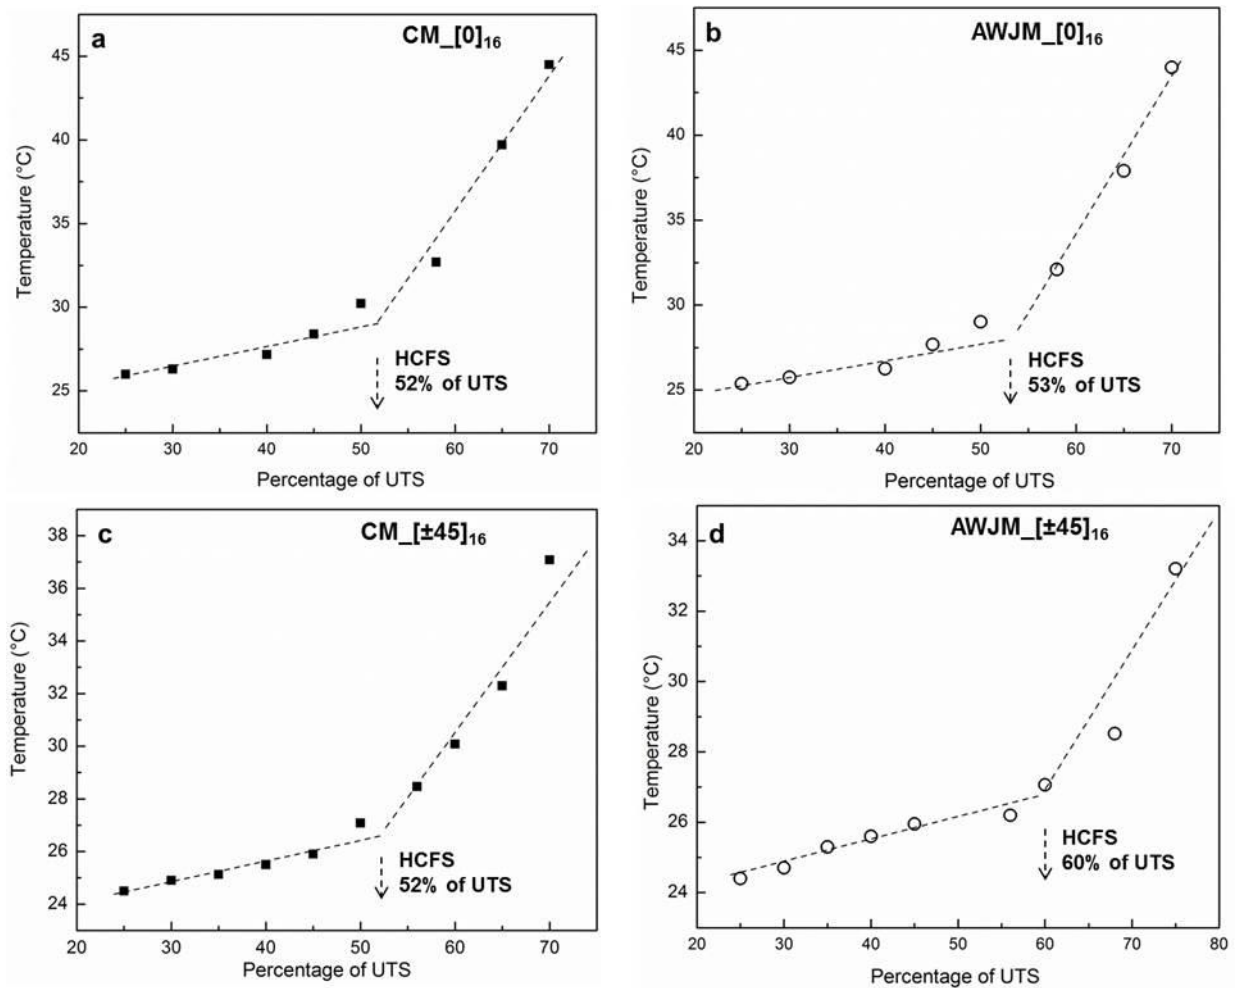 a
CM_[0]16
45
40
35
30
25
Temperature (°C)
HCFS
52% of UTS
20 30 40 50 60 70
Percentage of UTS
b
AWJM_[0]16
45
40
35
30
25
Temperature (°C)
HCFS
53% of UTS
20 30 40 50 60 70
Percentage of UTS
c
CM_[±45]16
38
36
34
32
30
28
26
24
Temperature (°C)
HCFS
52% of UTS
20 30 40 50 60 70
Percentage of UTS
d
AWJM_[±45]16
34
32
30
28
26
24
Temperature (°C)
HCFS
60% of UTS
20 30 40 50 60 70 80
Percentage of UTS